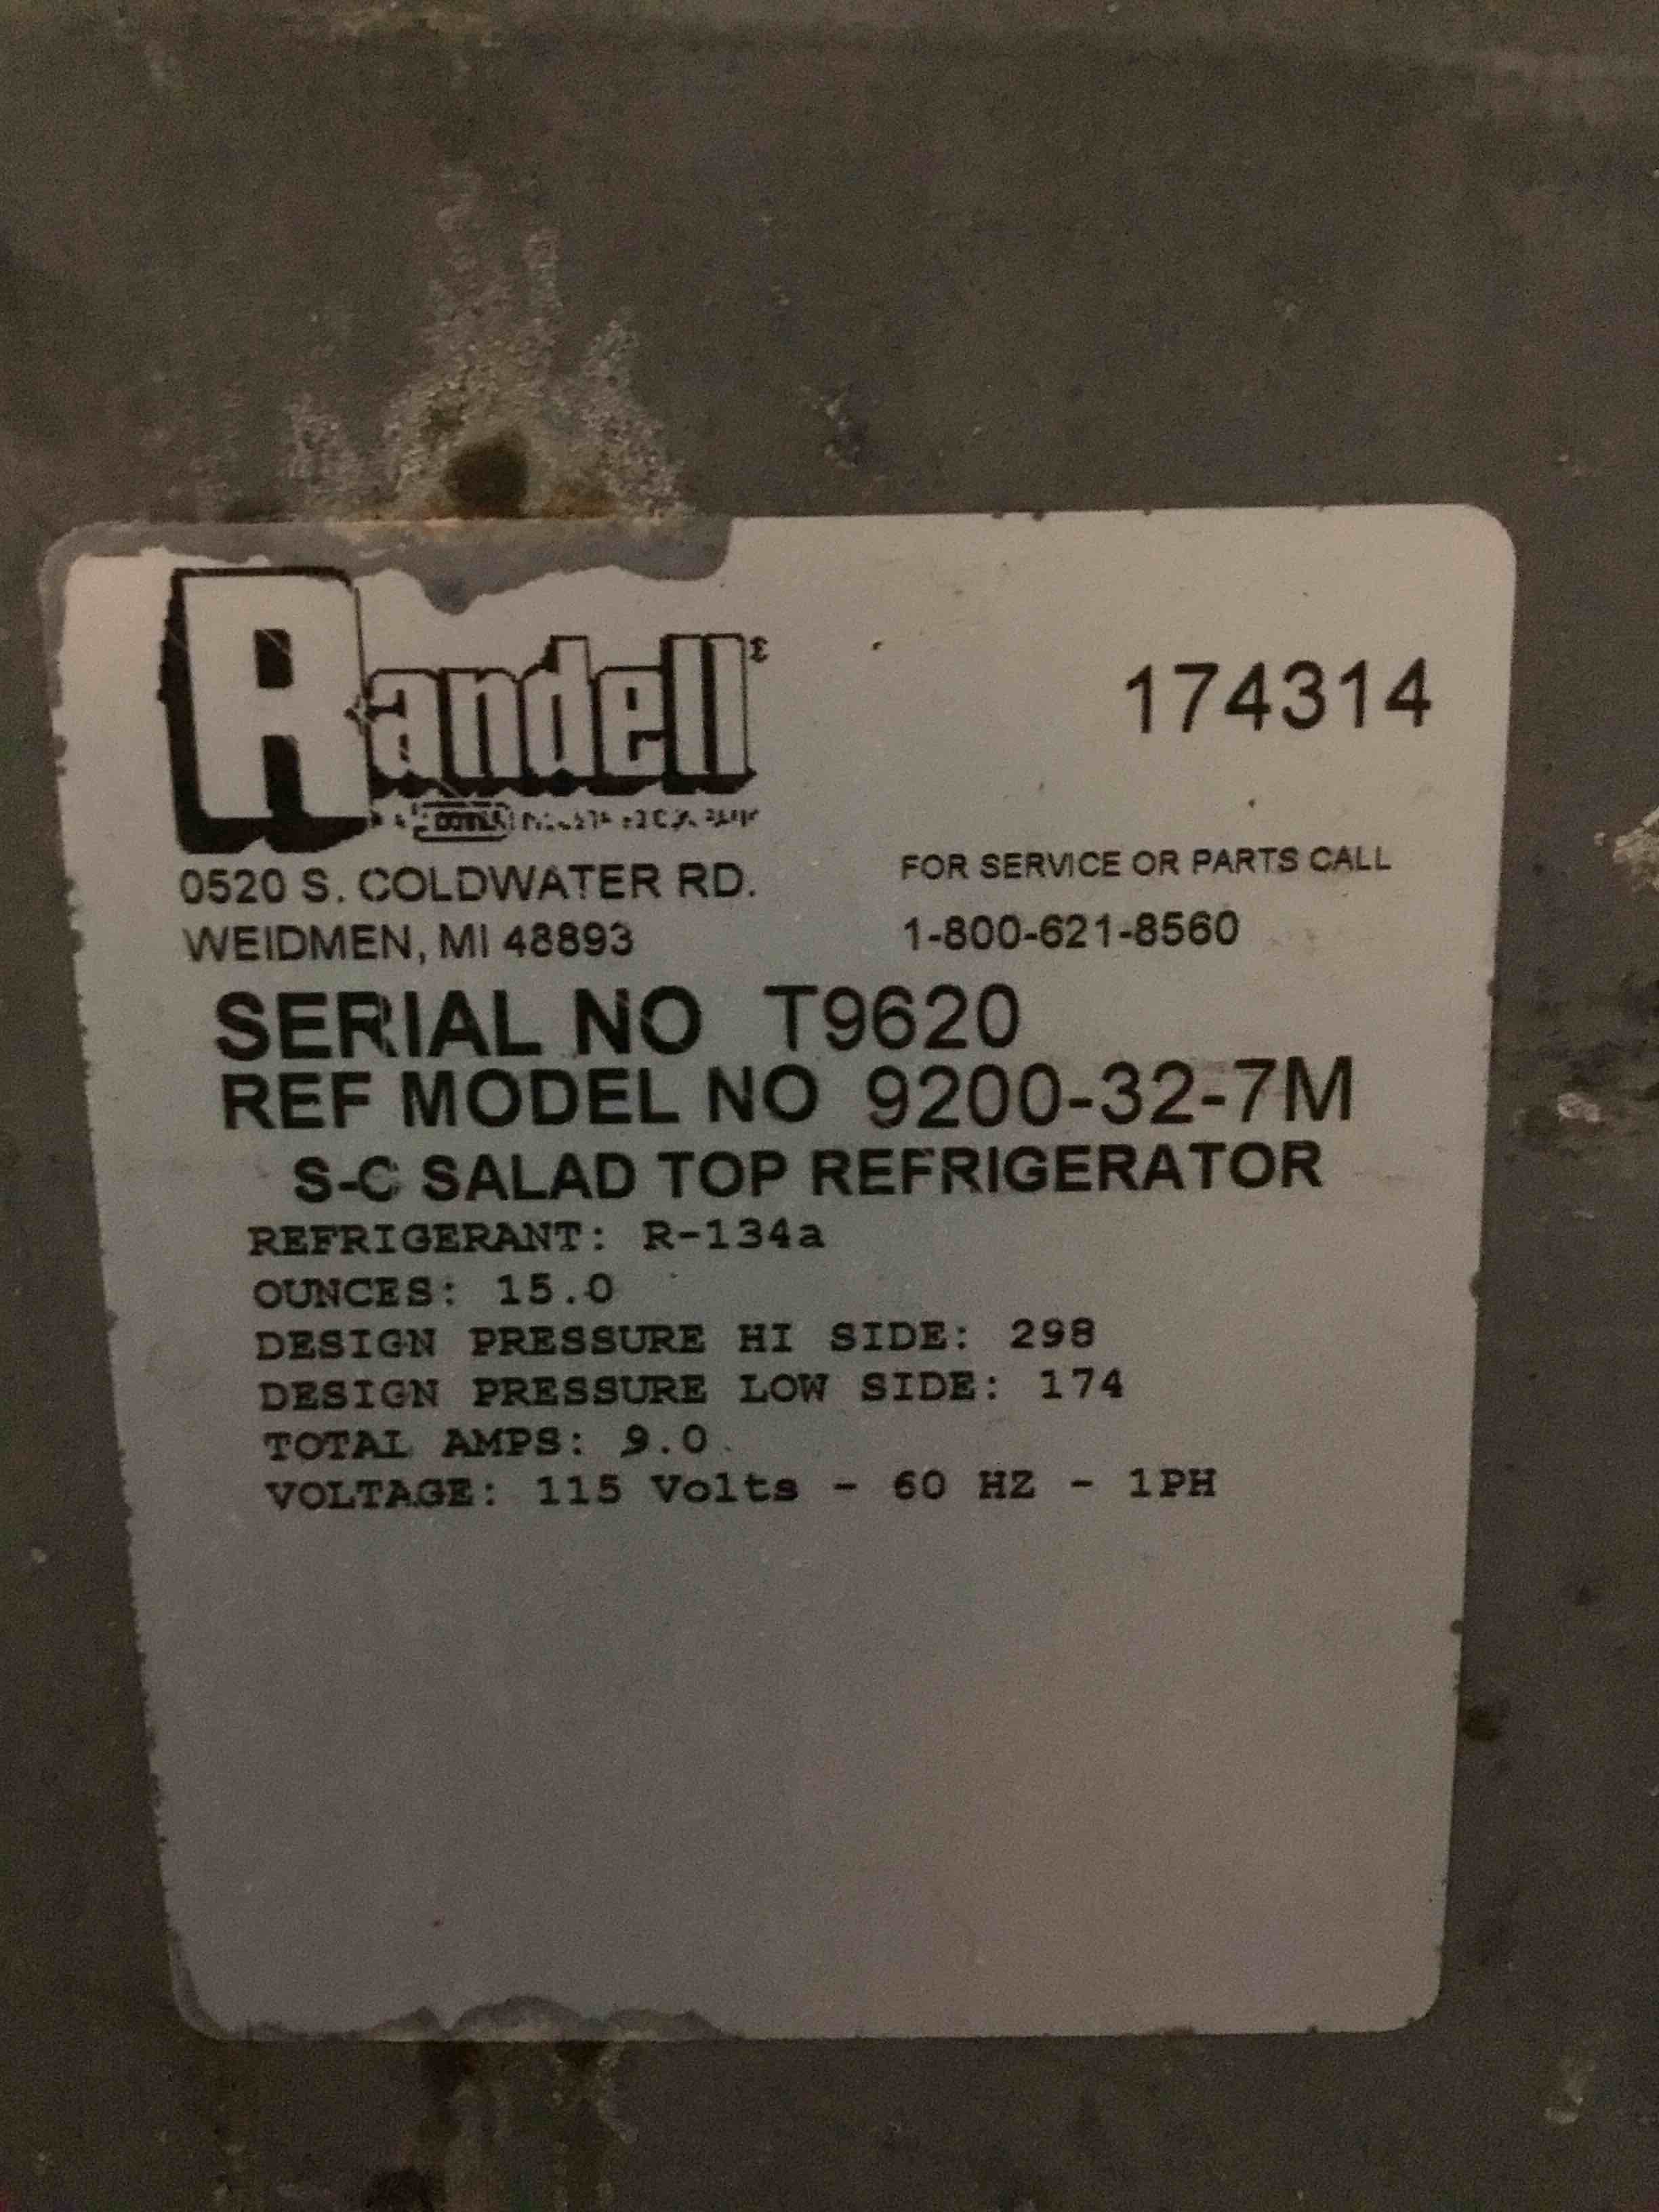 Randell
174314
0520 S. COLDWATER RD.
WEIDMEN, MI 48893
FOR SERVICE OR PARTS CALL
1-800-621-8560
SERIAL NO T9620
REF MODEL NO 9200-32-7M
S-C SALAD TOP REFRIGERATOR
REFRIGERANT: R-134a
OUNCES: 15.0
DESIGN PRESSURE HI SIDE: 298
DESIGN PRESSURE LOW SIDE: 174
TOTAL AMPS: 9.0
VOLTAGE: 115 Volts - 60 HZ - 1PH